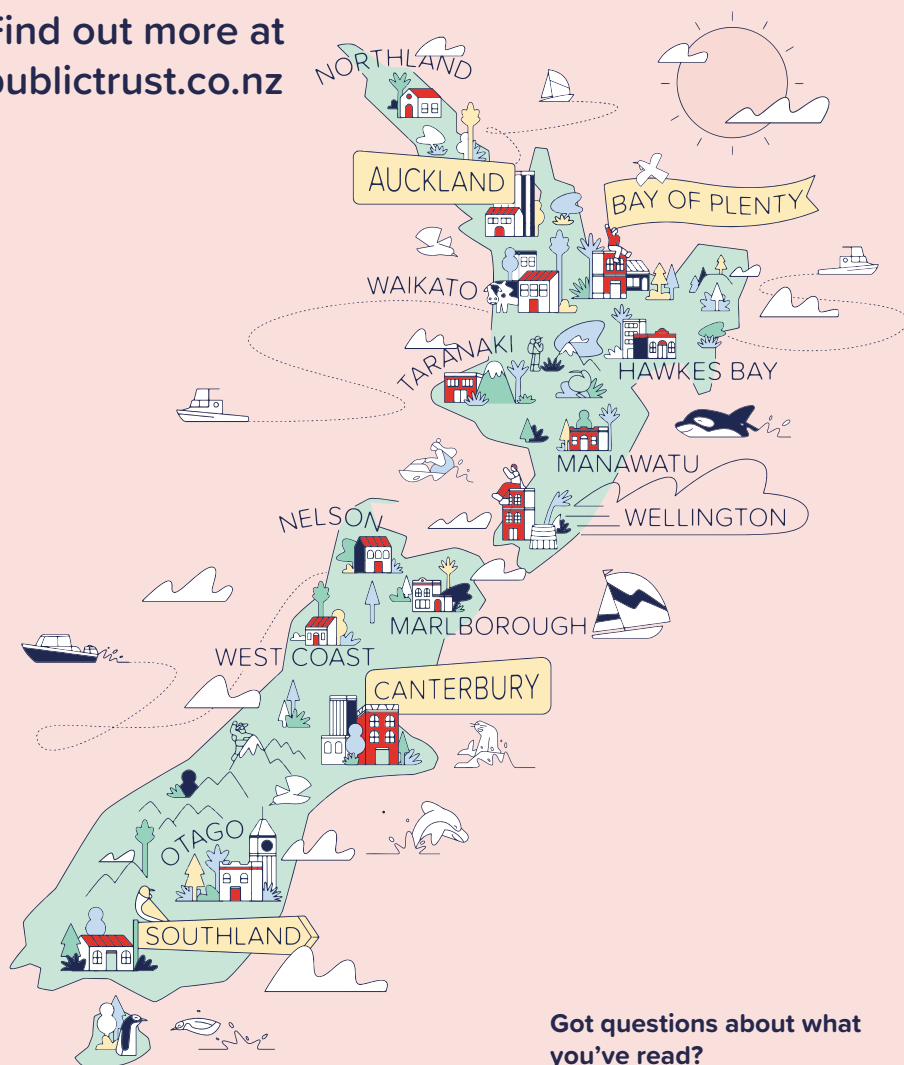 Find out more at
publictrust.co.nz
NORTHLAND
AUCKLAND
BAY OF PLENTY
WAIKATO
TARANAKI
HAWKES BAY
MANAWATU
WELLINGTON
NELSON
MARLBOROUGH
WEST COAST
CANTERBURY
OTAGO
SOUTHLAND
Got questions about what
you've read?